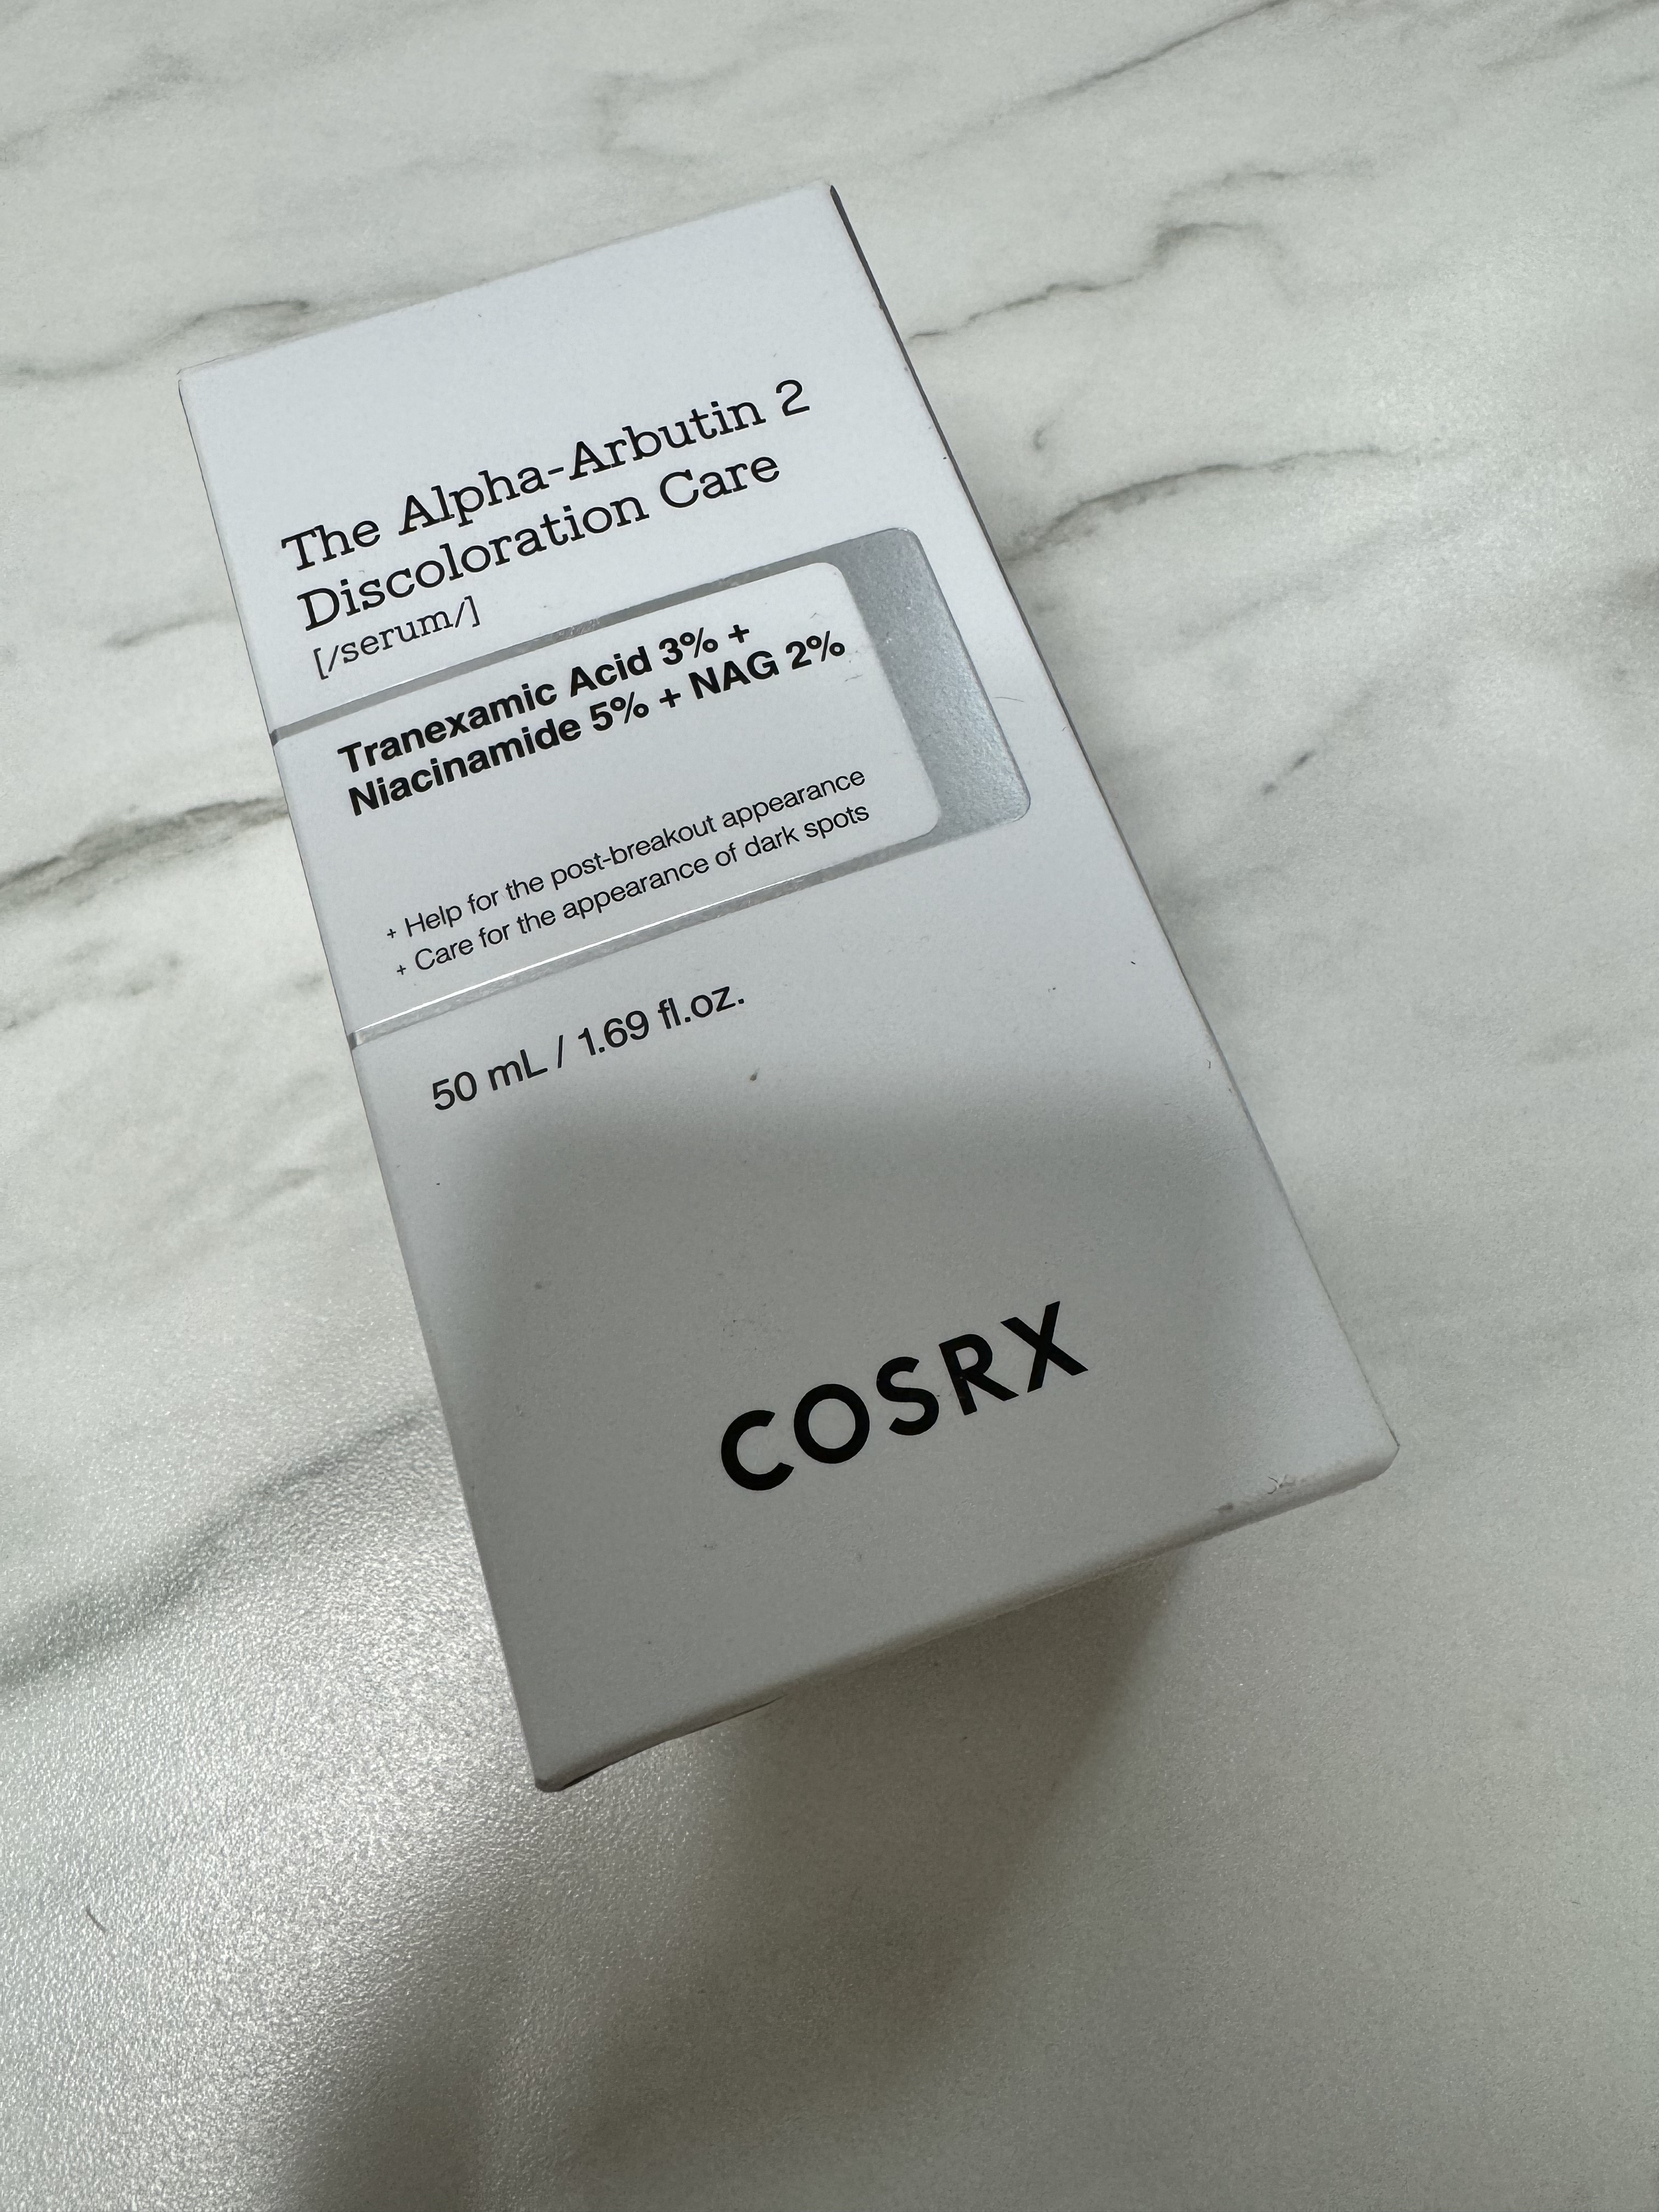 The Alpha-Arbutin 2
Discoloration Care
[/serum/]
Tranexamic Acid 3% +
Niacinamide 5% + NAG 2%
+ Help for the post-breakout appearance
+ Care for the appearance of dark spots
50 mL / 1.69 fl.oz.
COSRX